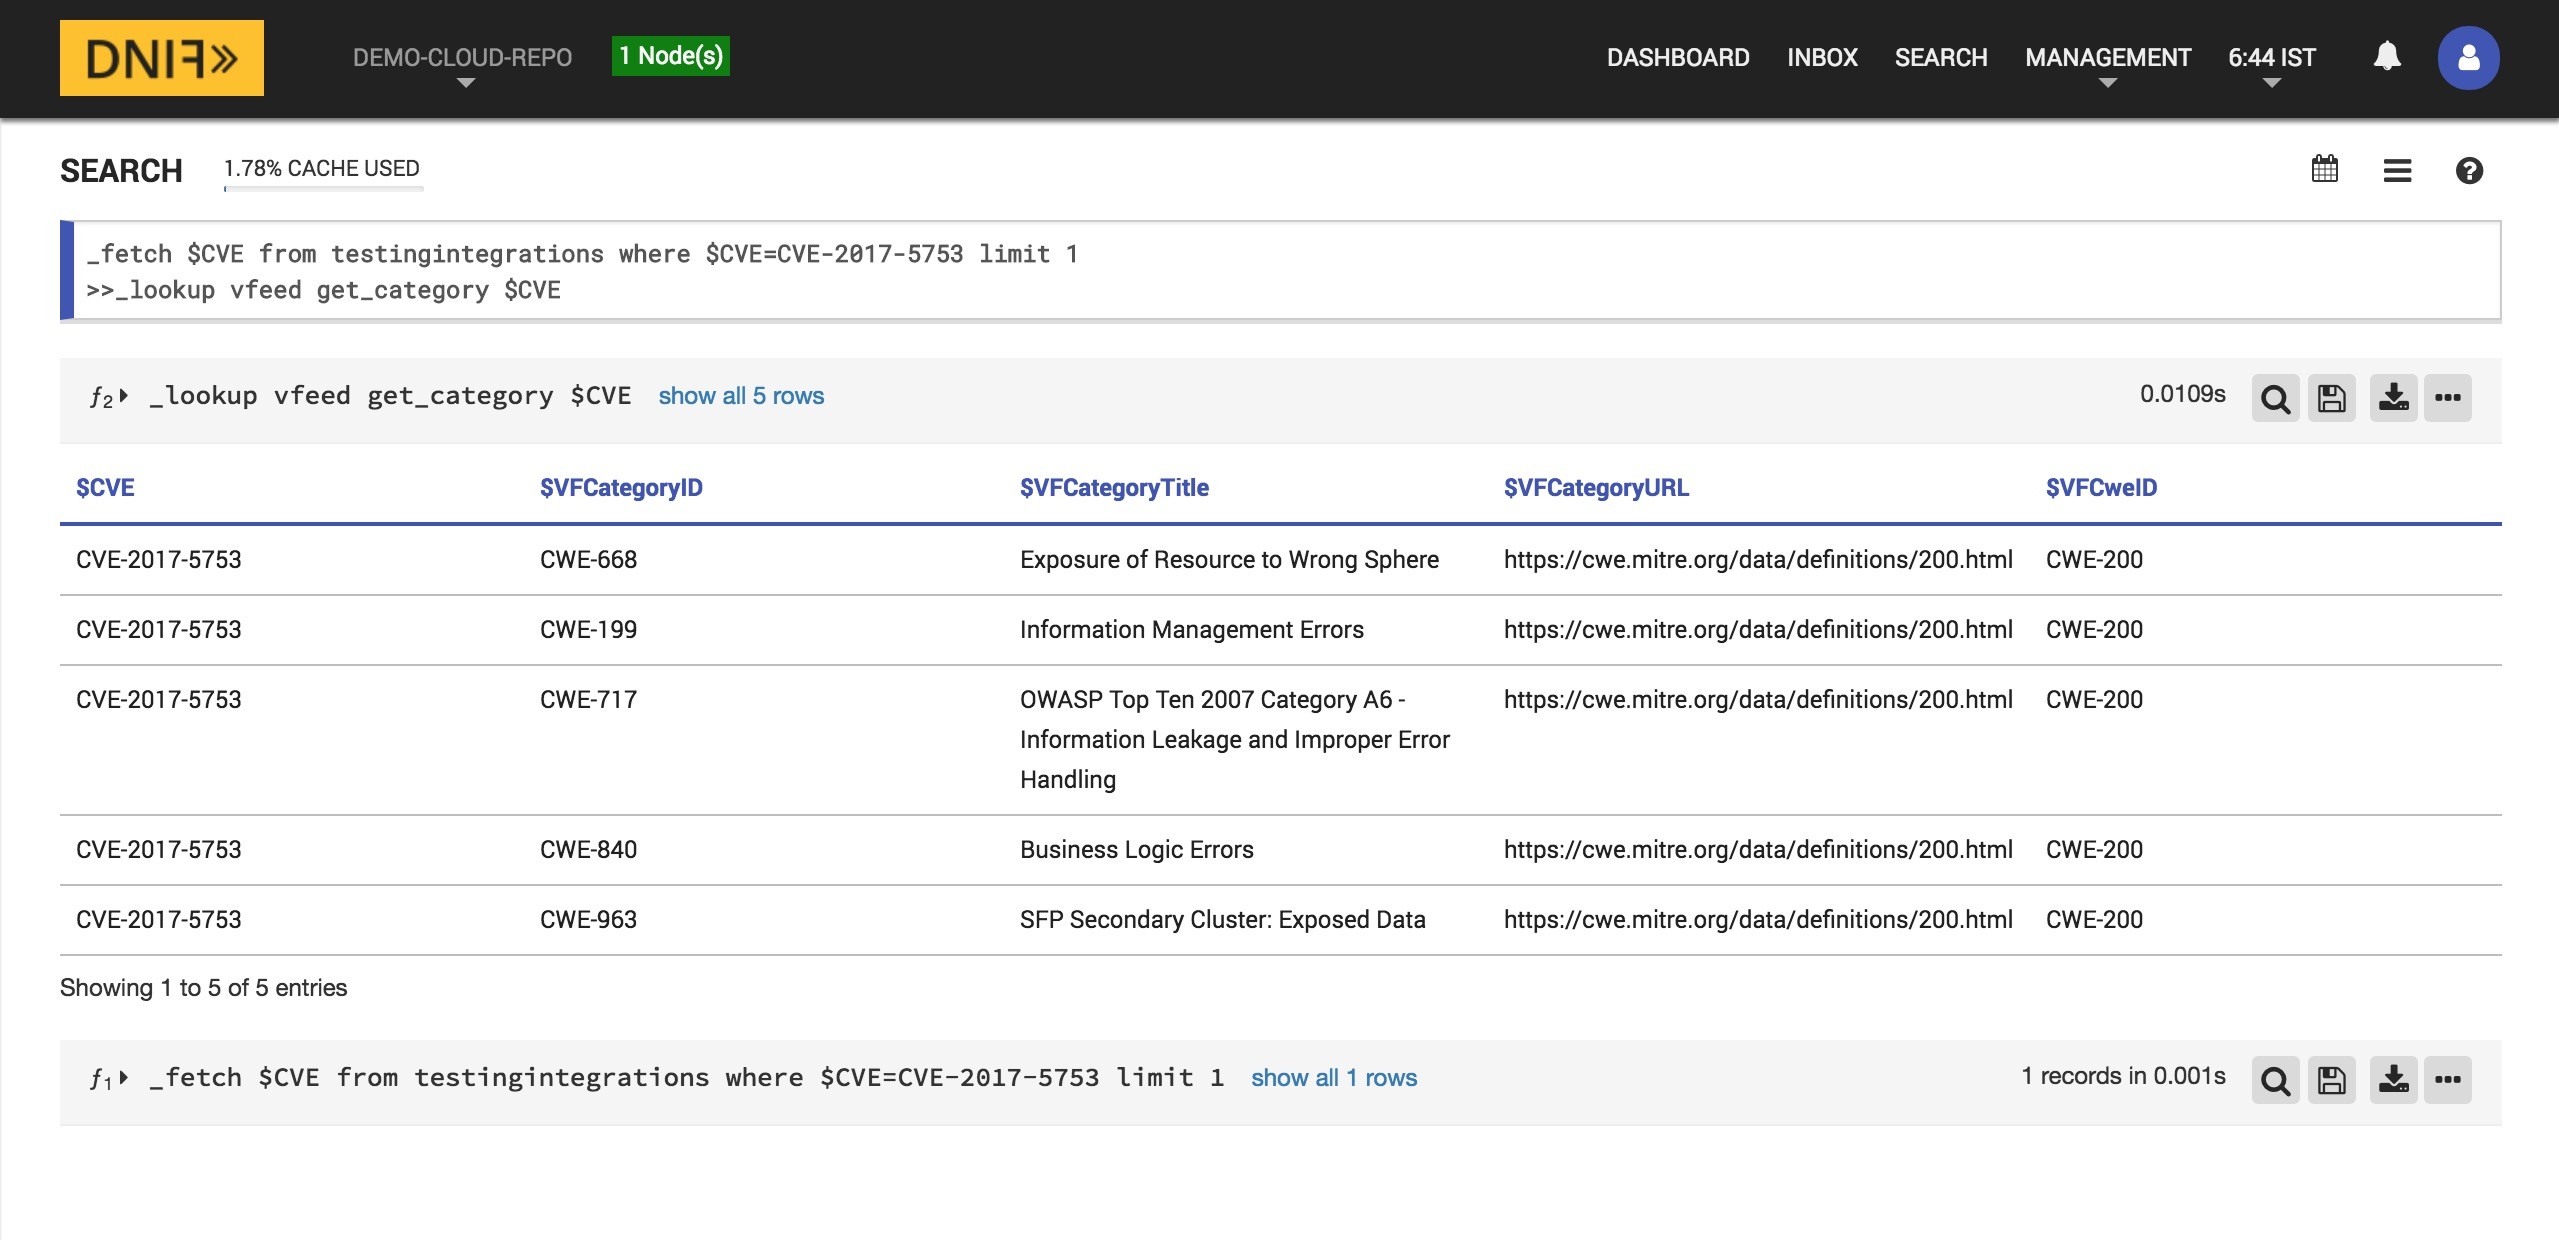 DNIF»
DEMO-CLOUD-REPO
1 Node(s)
DASHBOARD INBOX SEARCH MANAGEMENT 6:44 IST
SEARCH 1.78% CACHE USED
_fetch $CVE from testingintegrations where $CVE=CVE-2017-5753 limit 1
>>_lookup vfeed get_category $CVE
ƒ2 _lookup vfeed get_category $CVE show all 5 rows 0.0109s
$CVE $VFCategoryID $VFCategoryTitle $VFCategoryURL $VFCweID
CVE-2017-5753 CWE-668 Exposure of Resource to Wrong Sphere https://cwe.mitre.org/data/definitions/200.html CWE-200
CVE-2017-5753 CWE-199 Information Management Errors https://cwe.mitre.org/data/definitions/200.html CWE-200
CVE-2017-5753 CWE-717 OWASP Top Ten 2007 Category A6 - https://cwe.mitre.org/data/definitions/200.html CWE-200
Information Leakage and Improper Error
Handling
CVE-2017-5753 CWE-840 Business Logic Errors https://cwe.mitre.org/data/definitions/200.html CWE-200
CVE-2017-5753 CWE-963 SFP Secondary Cluster: Exposed Data https://cwe.mitre.org/data/definitions/200.html CWE-200
Showing 1 to 5 of 5 entries
ƒ1 _fetch $CVE from testingintegrations where $CVE=CVE-2017-5753 limit 1 show all 1 rows 1 records in 0.001s